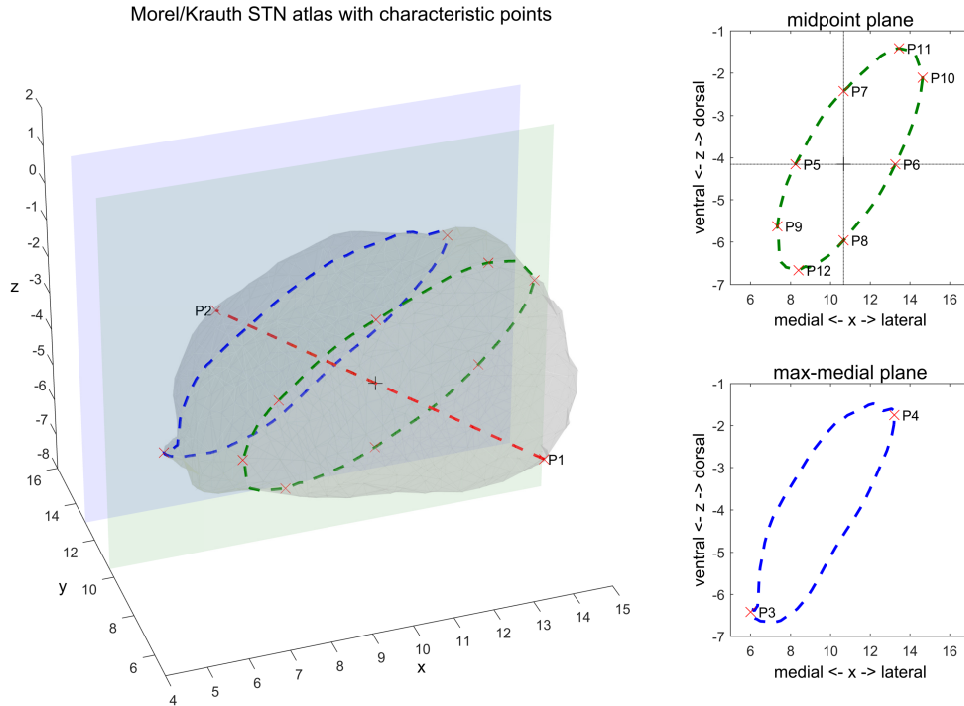 Morel/Krauth STN atlas with characteristic points
2
1
0
-1
-2
-3
-4
-5
-6
-7
-8
z
16
14
12
10
8
6
y
4
5
6
7
8
9
10
11
12
13
14
15
x
P2
P1
midpoint plane
-1
-2
-4
-5
-6
-7
ventral <- z -> dorsal
P11
P10
P7
P5
P6
P9
P8
P12
6
8
10
12
14
16
medial <- x -> lateral
max-medial plane
-1
-2
-3
-4
-5
-6
-7
ventral <- z -> dorsal
P4
P3
6
8
10
12
14
16
medial <- x -> lateral